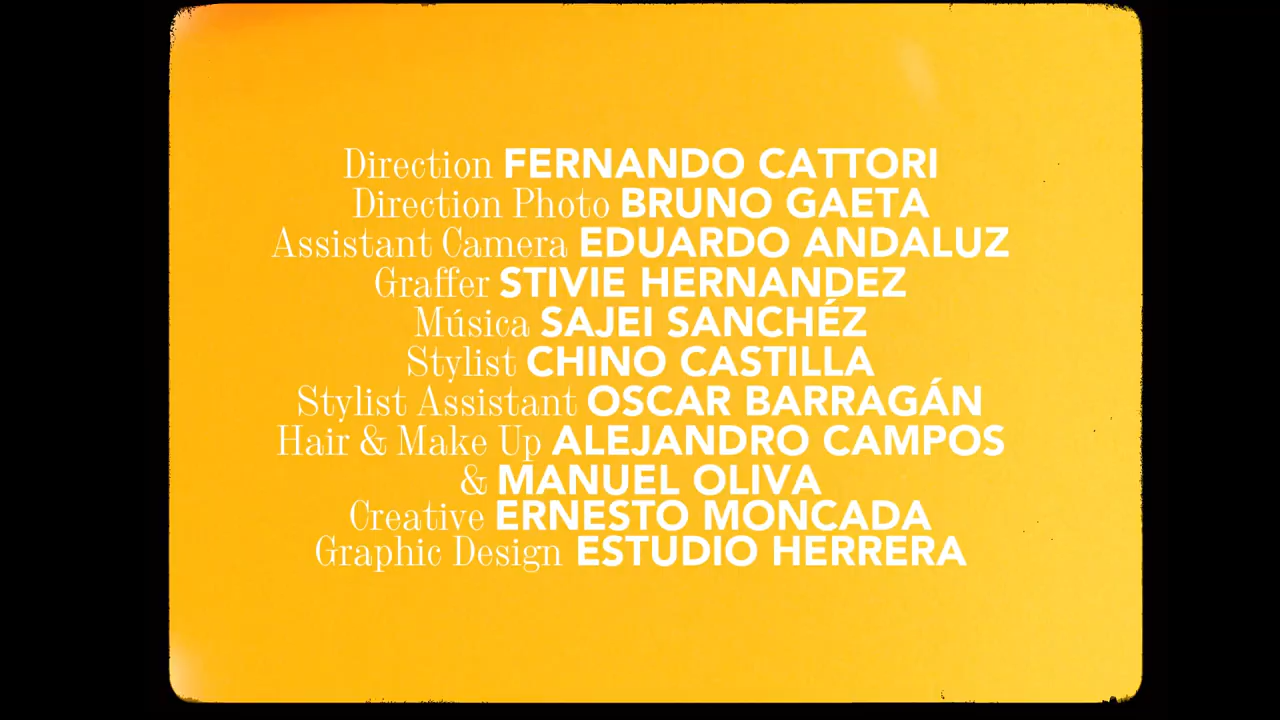 Direction FERNANDO CATTORI
Direction Photo BRUNO GAETA
Assistant Camera EDUARDO ANDALUZ
Graffer STIVIE HERNANDEZ
Música SAJEI SANCHÉZ
Stylist CHINO CASTILLA
Stylist Assistant OSCAR BARRAGÁN
Hair & Make Up ALEJANDRO CAMPOS
& MANUEL OLIVA
Creative ERNESTO MONCADA
Graphic Design ESTUDIO HERRERA